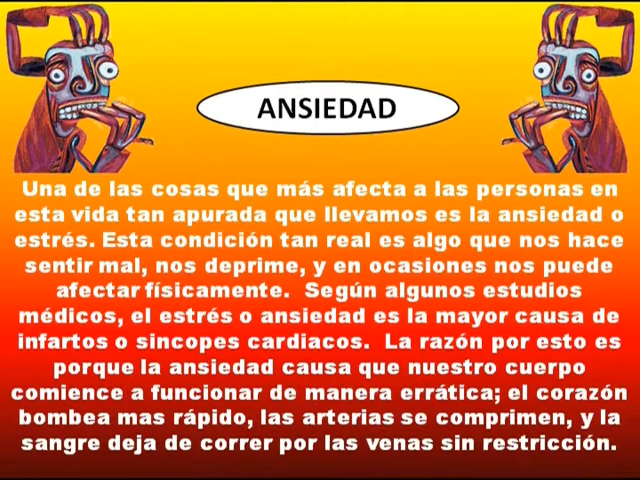 ANSIEDAD
Una de las cosas que más afecta a las personas en
esta vida tan apurada que llevamos es la ansiedad o
estrés. Esta condición tan real es algo que nos hace
sentir mal, nos deprime, y en ocasiones nos puede
afectar físicamente.  Según algunos estudios
médicos, el estrés o ansiedad es la mayor causa de
infartos o sincopes cardiacos.  La razón por esto es
porque la ansiedad causa que nuestro cuerpo
comience a funcionar de manera errática; el corazón
bombea mas rápido, las arterias se comprimen, y la
sangre deja de correr por las venas sin restricción.